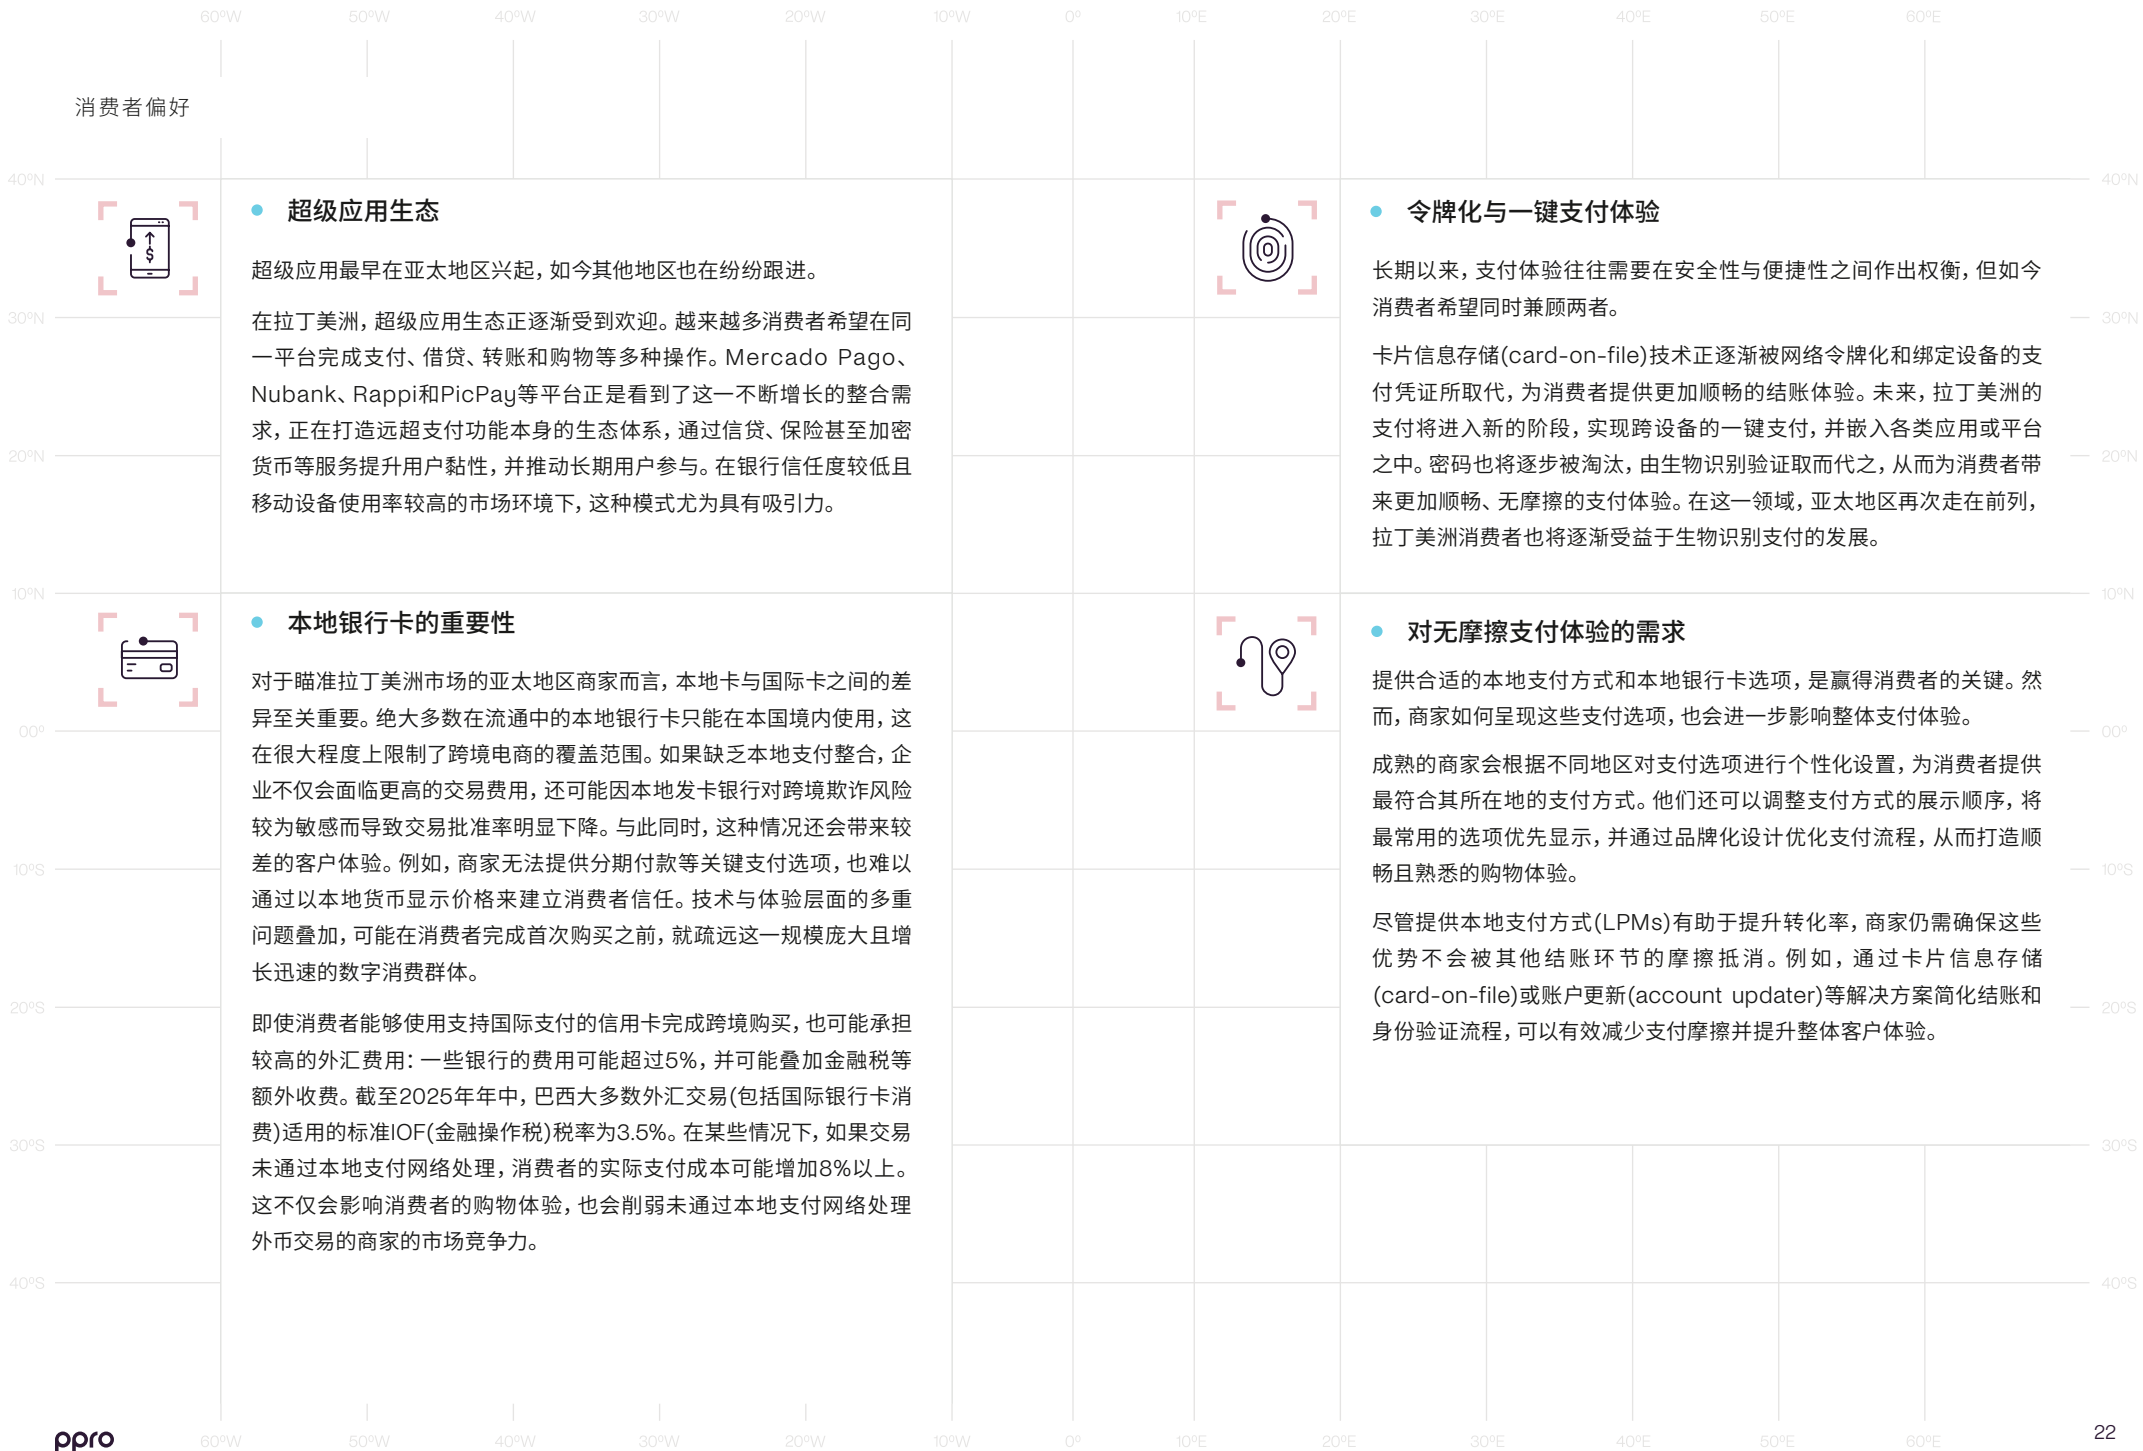 60°W 50°W 40°W 30°W 20°W 10°W 0° 10°E 20°E 30°E 40°E 50°E 60°E
消费者偏好
40°N
30°N
20°N
10°N
00°
10°S
20°S
30°S
40°S
超级应用生态
超级应用最早在亚太地区兴起，如今其他地区也在纷纷跟进。
在拉丁美洲，超级应用生态正逐渐受到欢迎。越来越多消费者希望在同
一平台完成支付、借贷、转账和购物等多种操作。Mercado Pago、
Nubank、Rappi和PicPay等平台正是看到了这一不断增长的整合需
求，正在打造远超支付功能本身的生态体系，通过信贷、保险甚至加密
货币等服务提升用户黏性，并推动长期用户参与。在银行信任度较低且
移动设备使用率较高的市场环境下，这种模式尤为具有吸引力。
本地银行卡的重要性
对于瞄准拉丁美洲市场的亚太地区商家而言，本地卡与国际卡之间的差
异至关重要。绝大多数在流通中的本地银行卡只能在本国境内使用，这
在很大程度上限制了跨境电商的覆盖范围。如果缺乏本地支付整合，企
业不仅会面临更高的交易费用，还可能因本地发卡银行对跨境欺诈风险
较为敏感而导致交易批准率明显下降。与此同时，这种情况还会带来较
差的客户体验。例如，商家无法提供分期付款等关键支付选项，也难以
通过以本地货币显示价格来建立消费者信任。技术与体验层面的多重
问题叠加，可能在消费者完成首次购买之前，就疏远这一规模庞大且增
长迅速的数字消费群体。
即使消费者能够使用支持国际支付的信用卡完成跨境购买，也可能承担
较高的外汇费用：一些银行的费用可能超过5%，并可能叠加金融税等
额外收费。截至2025年年中，巴西大多数外汇交易(包括国际银行卡消
费)适用的标准IOF(金融操作税)税率为3.5%。在某些情况下，如果交易
未通过本地支付网络处理，消费者的实际支付成本可能增加8%以上。
这不仅会影响消费者的购物体验，也会削弱未通过本地支付网络处理
外币交易的商家的市场竞争力。
令牌化与一键支付体验
长期以来，支付体验往往需要在安全性与便捷性之间作出权衡，但如今
消费者希望同时兼顾两者。
卡片信息存储(card-on-file)技术正逐渐被网络令牌化和绑定设备的支
付凭证所取代，为消费者提供更加顺畅的结账体验。未来，拉丁美洲的
支付将进入新的阶段，实现跨设备的一键支付，并嵌入各类应用或平台
之中。密码也将逐步被淘汰，由生物识别验证取而代之，从而为消费者带
来更加顺畅、无摩擦的支付体验。在这一领域，亚太地区再次走在前列，
拉丁美洲消费者也将逐渐受益于生物识别支付的发展。
对无摩擦支付体验的需求
提供合适的本地支付方式和本地银行卡选项，是赢得消费者的关键。然
而，商家如何呈现这些支付选项，也会进一步影响整体支付体验。
成熟的商家会根据不同地区对支付选项进行个性化设置，为消费者提供
最符合其所在地的支付方式。他们还可以调整支付方式的展示顺序，将
最常用的选项优先显示，并通过品牌化设计优化支付流程，从而打造顺
畅且熟悉的购物体验。
尽管提供本地支付方式(LPMs)有助于提升转化率，商家仍需确保这些
优势不会被其他结账环节的摩擦抵消。例如，通过卡片信息存储
(card-on-file)或账户更新(account updater)等解决方案简化结账和
身份验证流程，可以有效减少支付摩擦并提升整体客户体验。
40°N
30°N
20°N
10°N
00°
10°S
20°S
30°S
40°S
ppro
60°W 50°W 40°W 30°W 20°W 10°W 0° 10°E 20°E 30°E 40°E 50°E 60°E
22